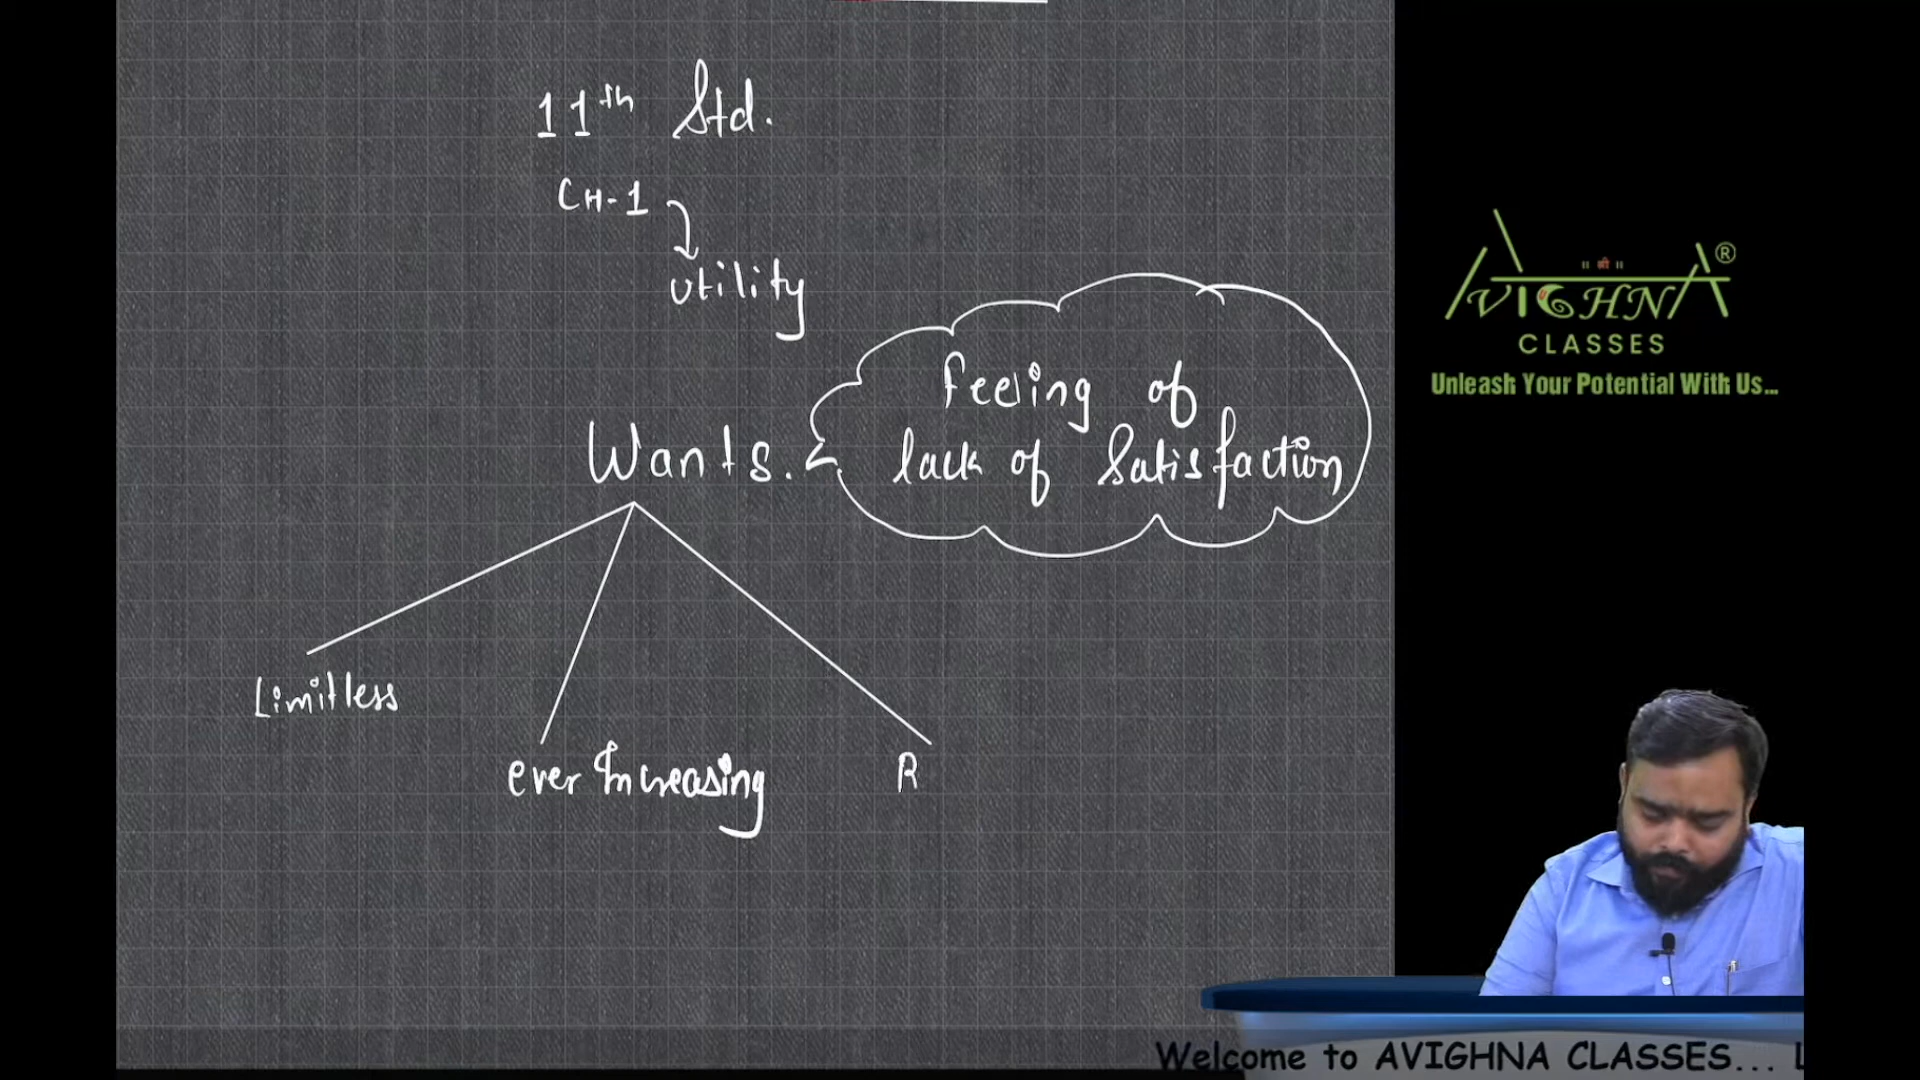 11th Std.
CH-1
utility
Feeling of
Wants. lack of Satisfaction
Limitless
ever Increasing
R
॥ श्री ॥
AVIGHNA ®
CLASSES
Unleash Your Potential With Us...
Welcome to AVIGHNA CLASSES... L